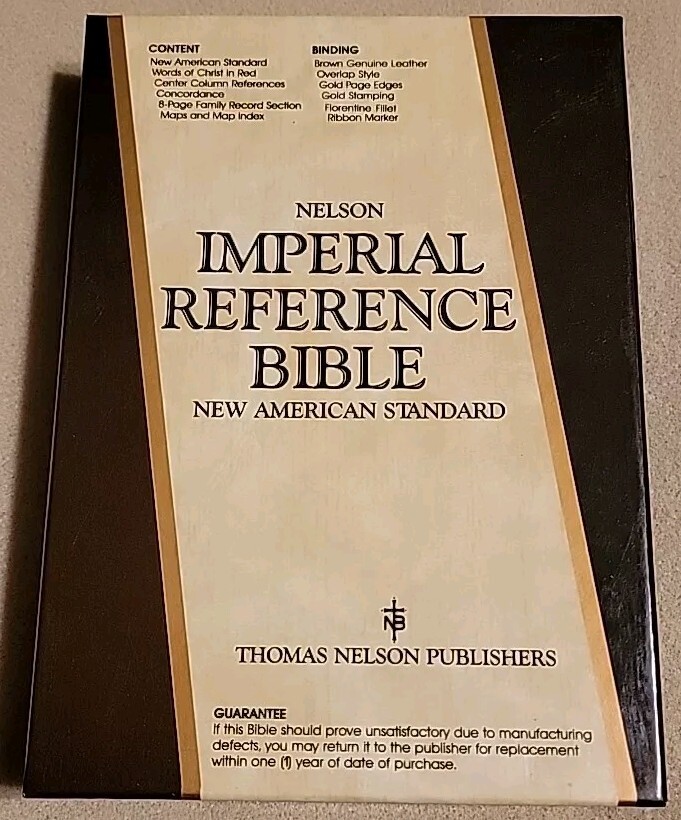 CONTENT
New American Standard
Words of Christ in Red
Center Column References
Concordance
8-Page Family Record Section
Maps and Map Index
BINDING
Brown Genuine Leather
Overlap Style
Gold Page Edges
Gold Stamping
Florentine Fillet
Ribbon Marker
NELSON
IMPERIAL
REFERENCE
BIBLE
NEW AMERICAN STANDARD
NB
THOMAS NELSON PUBLISHERS
GUARANTEE
If this Bible should prove unsatisfactory due to manufacturing
defects, you may return it to the publisher for replacement
within one (1) year of date of purchase.